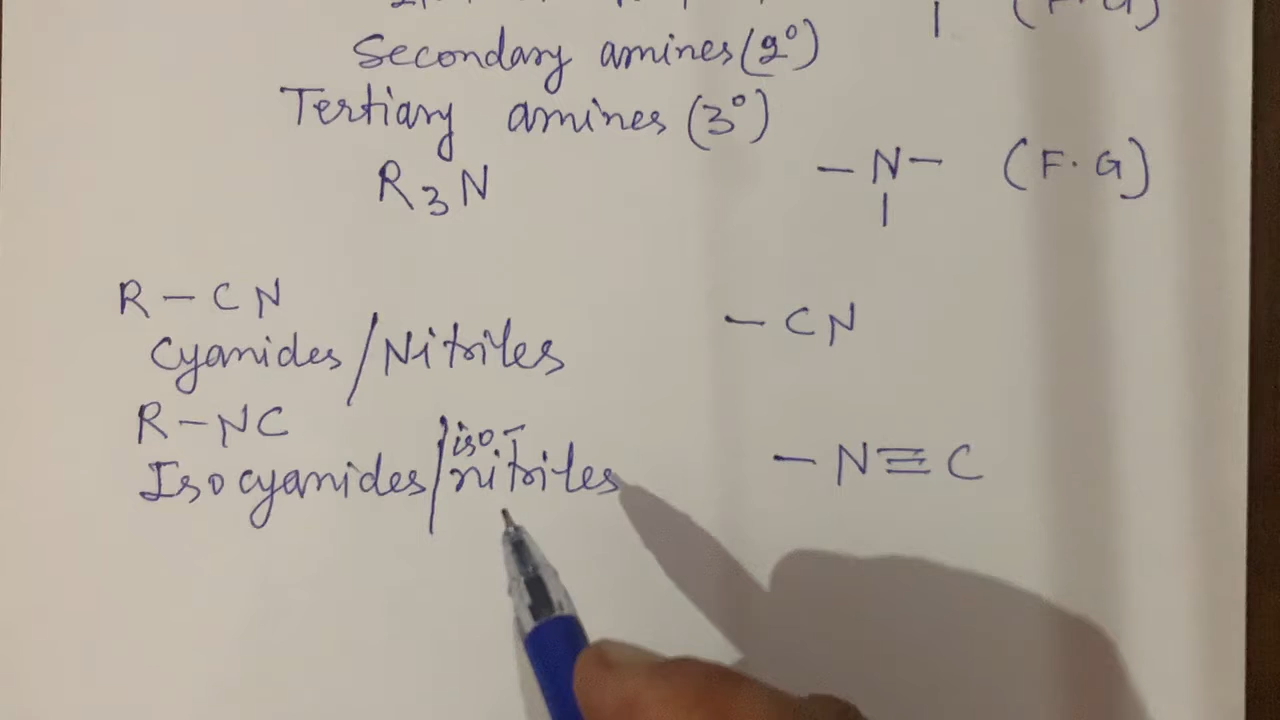 (F.G)
Secondary amines (2°)
Tertiary amines (3°)
R₃N -N- (F.G)
R-CN
Cyanides/Nitriles -CN
R-NC
iso-
Isocyanides/nitriles -N≡C